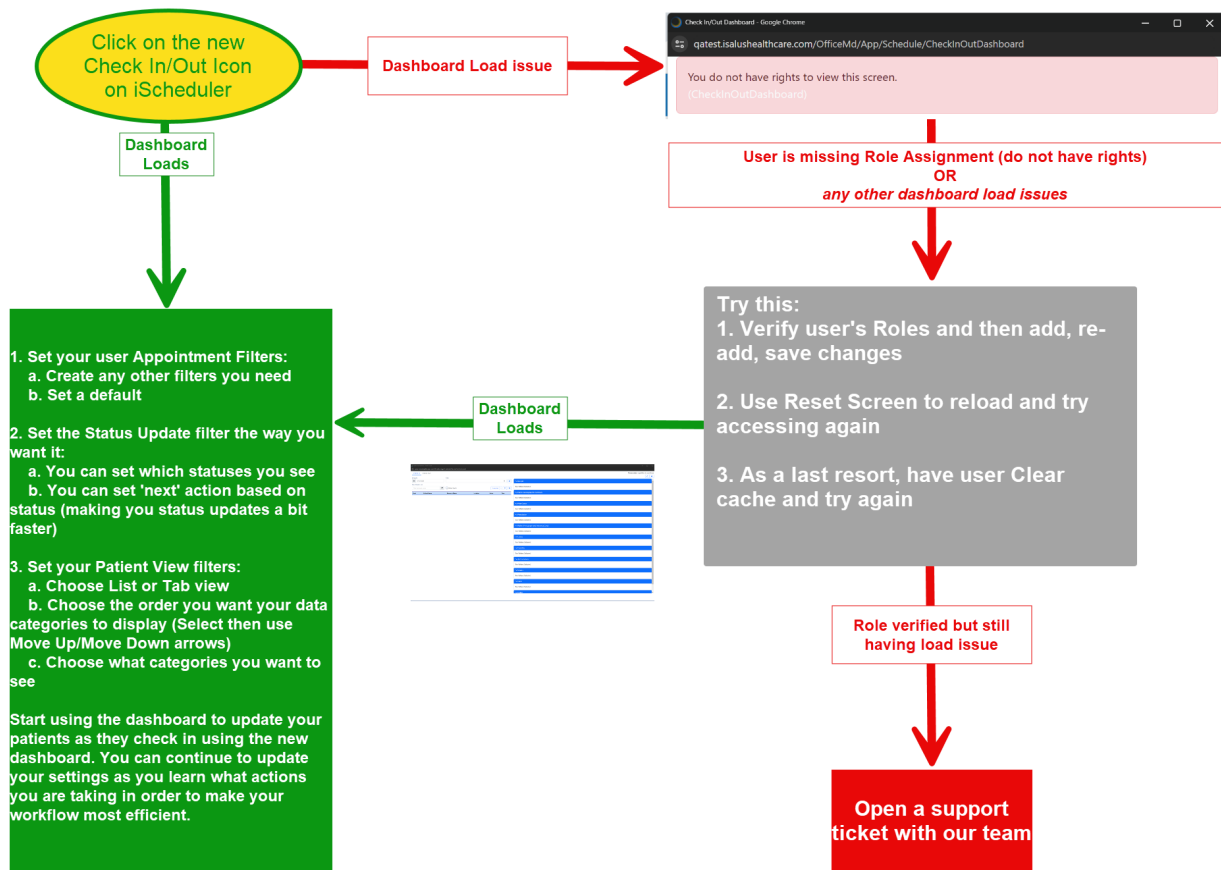 Click on the new
Check In/Out Icon
on iScheduler
Dashboard Load issue
Check In/Out Dashboard - Google Chrome
qatest.isalushealthcare.com/OfficeMd/App/Schedule/CheckInOutDashboard
You do not have rights to view this screen.
(CheckInOutDashboard)
Dashboard
Loads
User is missing Role Assignment (do not have rights)
OR
any other dashboard load issues
Try this:
1. Verify user's Roles and then add, re-
add, save changes
2. Use Reset Screen to reload and try
accessing again
3. As a last resort, have user Clear
cache and try again
Dashboard
Loads
1. Set your user Appointment Filters:
a. Create any other filters you need
b. Set a default
2. Set the Status Update filter the way you
want it:
a. You can set which statuses you see
b. You can set 'next' action based on
status (making you status updates a bit
faster)
3. Set your Patient View filters:
a. Choose List or Tab view
b. Choose the order you want your data
categories to display (Select then use
Move Up/Move Down arrows)
c. Choose what categories you want to
see
Start using the dashboard to update your
patients as they check in using the new
dashboard. You can continue to update
your settings as you learn what actions
you are taking in order to make your
workflow most efficient.
Role verified but still
having load issue
Open a support
ticket with our team